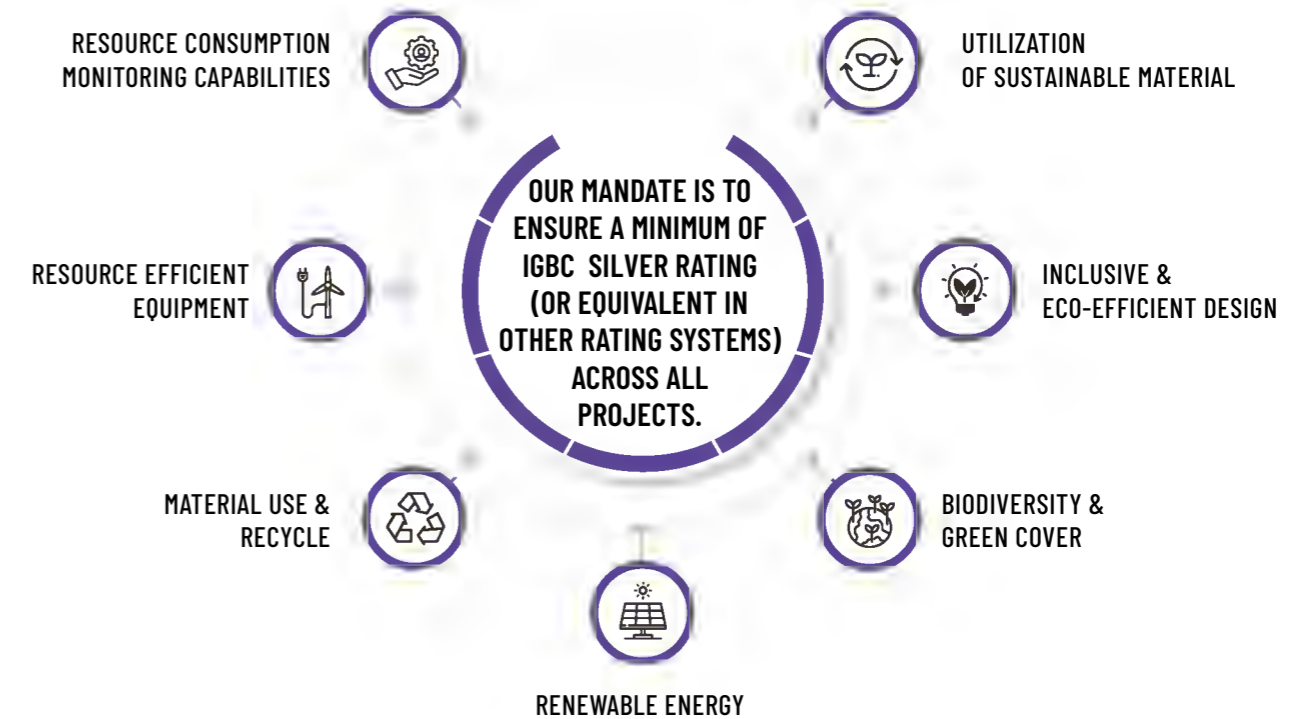 RESOURCE CONSUMPTION
MONITORING CAPABILITIES
UTILIZATION
OF SUSTAINABLE MATERIAL
OUR MANDATE IS TO
ENSURE A MINIMUM OF
IGBC SILVER RATING
(OR EQUIVALENT IN
OTHER RATING SYSTEMS)
ACROSS ALL
PROJECTS.
RESOURCE EFFICIENT
EQUIPMENT
INCLUSIVE &
ECO-EFFICIENT DESIGN
MATERIAL USE &
RECYCLE
BIODIVERSITY &
GREEN COVER
RENEWABLE ENERGY